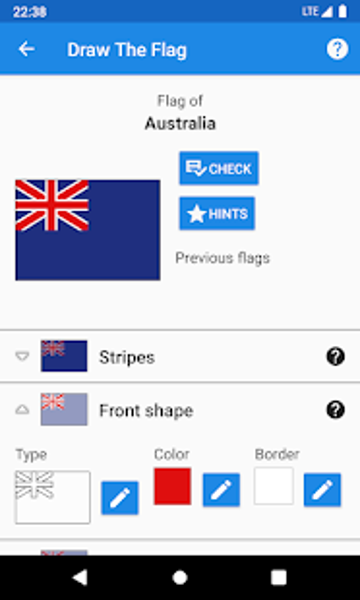 22:38 LTE
Draw The Flag ?
Flag of
Australia
CHECK
HINTS
Previous flags
Stripes ?
Front shape ?
Type Color Border